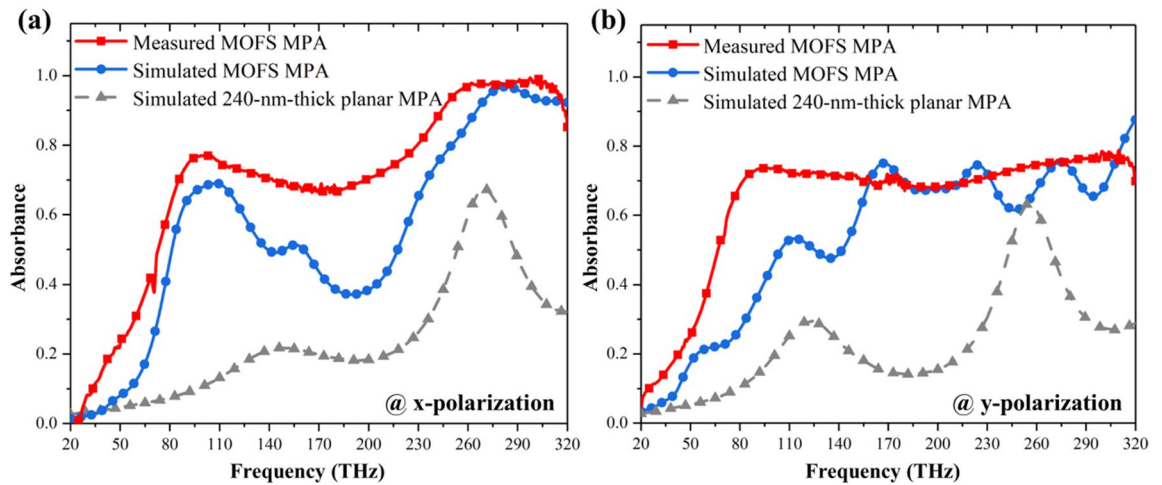 (a)
Measured MOFS MPA
Simulated MOFS MPA
Simulated 240-nm-thick planar MPA
Absorbance
1.0
0.8
0.6
0.4
0.2
0.0
@ x-polarization
20 50 80 110 140 170 200 230 260 290 320
Frequency (THz)
(b)
Measured MOFS MPA
Simulated MOFS MPA
Simulated 240-nm-thick planar MPA
Absorbance
1.0
0.8
0.6
0.4
0.2
0.0
@ y-polarization
20 50 80 110 140 170 200 230 260 290 320
Frequency (THz)